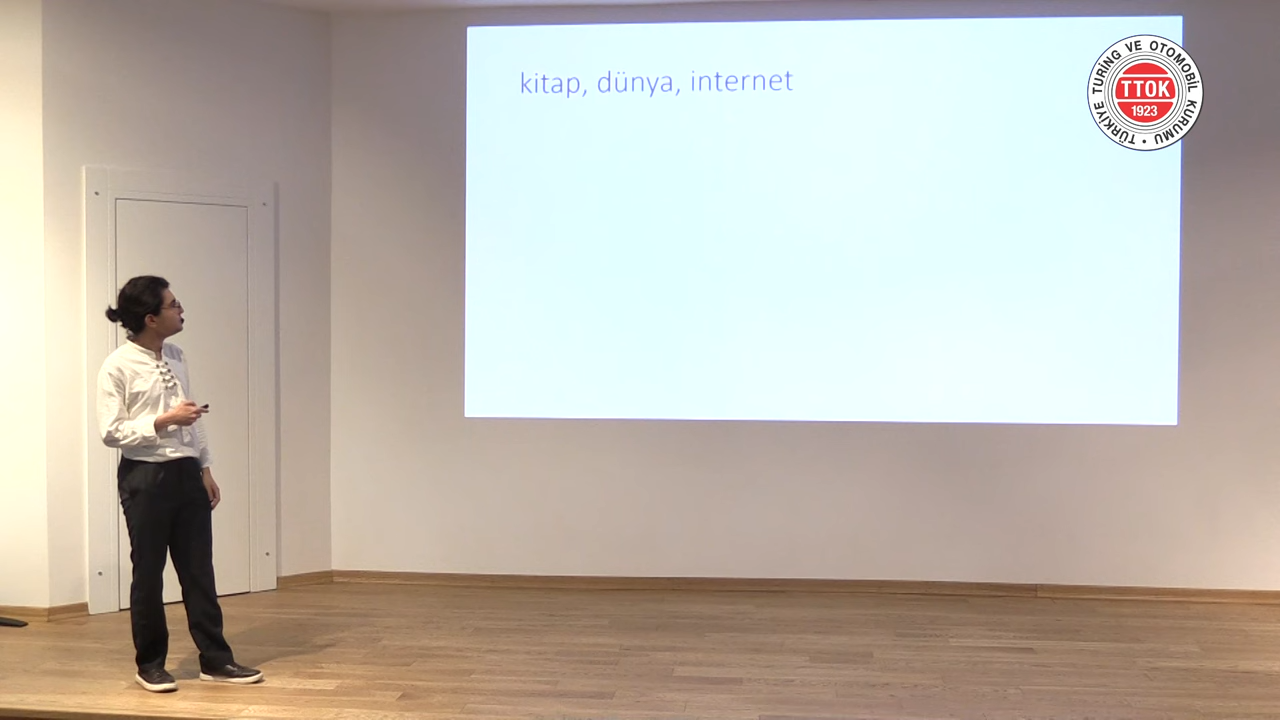 kitap, dünya, internet
TÜRKİYE TURİNG VE OTOMOBİL KURUMU •
TTOK
1923